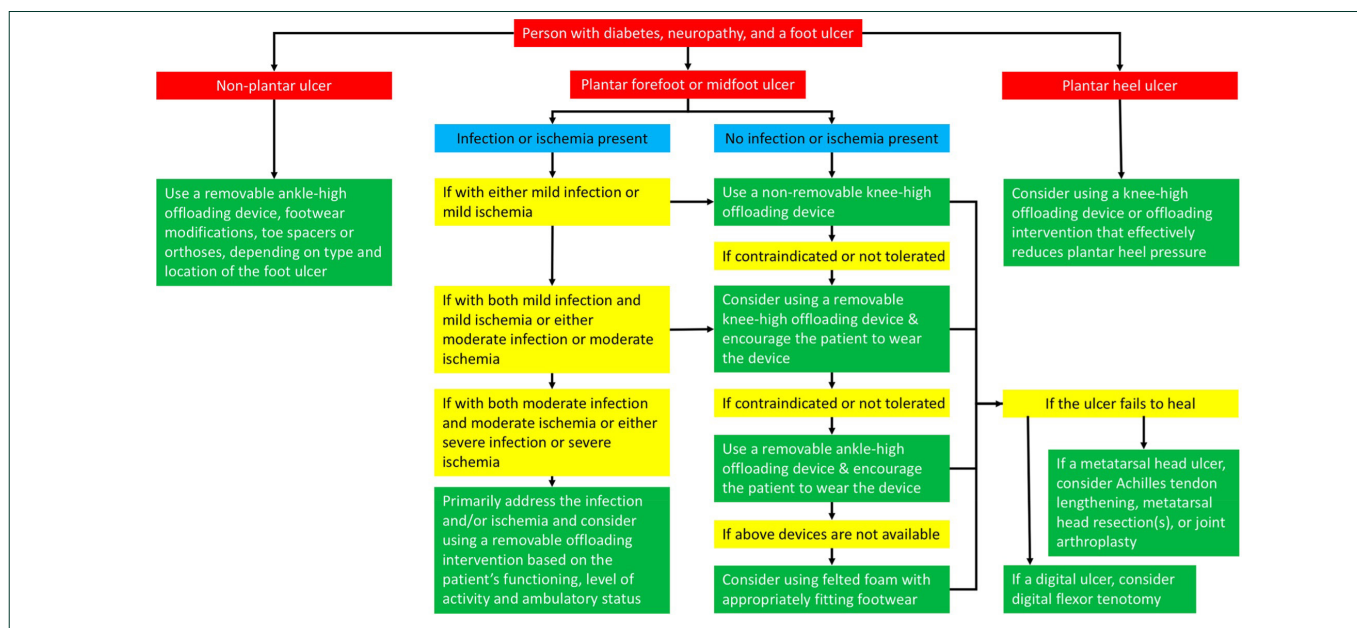 Person with diabetes, neuropathy, and a foot ulcer
Non-plantar ulcer
Plantar forefoot or midfoot ulcer
Plantar heel ulcer
Infection or ischemia present
No infection or ischemia present
Use a removable ankle-high
offloading device, footwear
modifications, toe spacers or
orthoses, depending on type and
location of the foot ulcer
If with either mild infection or
mild ischemia
Use a non-removable knee-high
offloading device
Consider using a knee-high
offloading device or offloading
intervention that effectively
reduces plantar heel pressure
If contraindicated or not tolerated
If with both mild infection and
mild ischemia or either
moderate infection or moderate
ischemia
Consider using a removable
knee-high offloading device &
encourage the patient to wear
the device
If with both moderate infection
and moderate ischemia or either
severe infection or severe
ischemia
If contraindicated or not tolerated
If the ulcer fails to heal
Use a removable ankle-high
offloading device & encourage
the patient to wear the device
If a metatarsal head ulcer,
consider Achilles tendon
lengthening, metatarsal
head resection(s), or joint
arthroplasty
Primarily address the infection
and/or ischemia and consider
using a removable offloading
intervention based on the
patient's functioning, level of
activity and ambulatory status
If above devices are not available
Consider using felted foam with
appropriately fitting footwear
If a digital ulcer, consider
digital flexor tenotomy